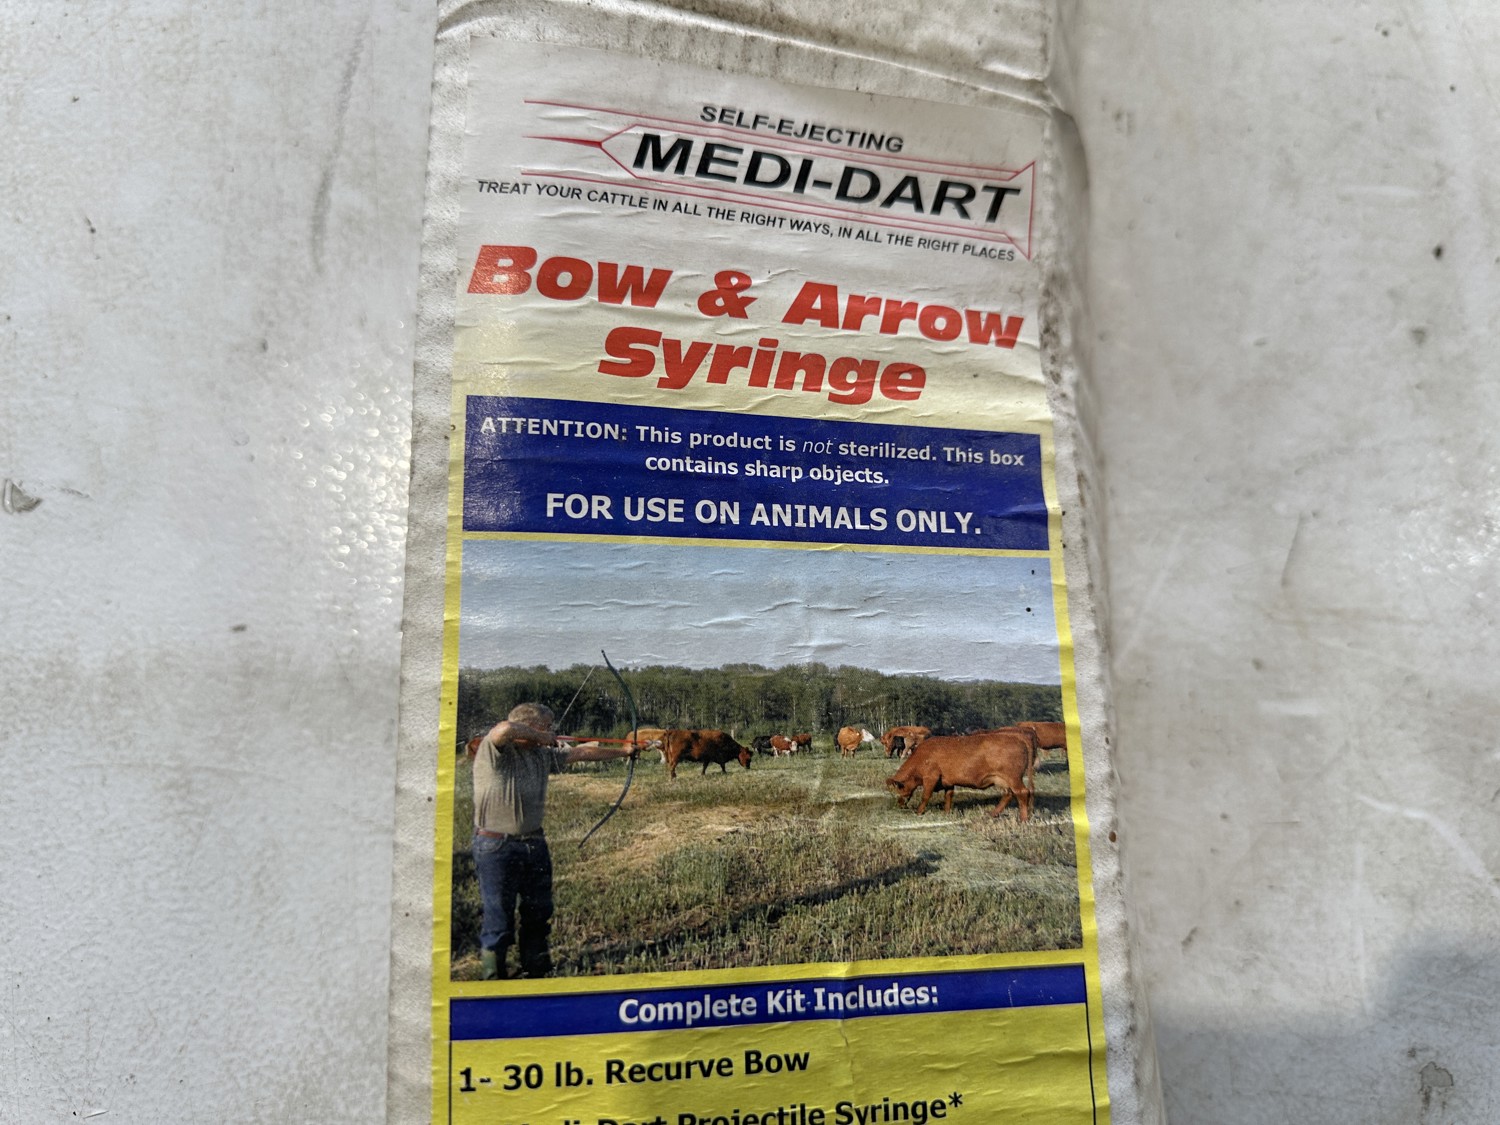 SELF-EJECTING
MEDI-DART
TREAT YOUR CATTLE IN ALL THE RIGHT WAYS, IN ALL THE RIGHT PLACES
Bow & Arrow
Syringe
ATTENTION: This product is not sterilized. This box
contains sharp objects.
FOR USE ON ANIMALS ONLY.
Complete Kit Includes:
1- 30 lb. Recurve Bow
Projectile Syringe*